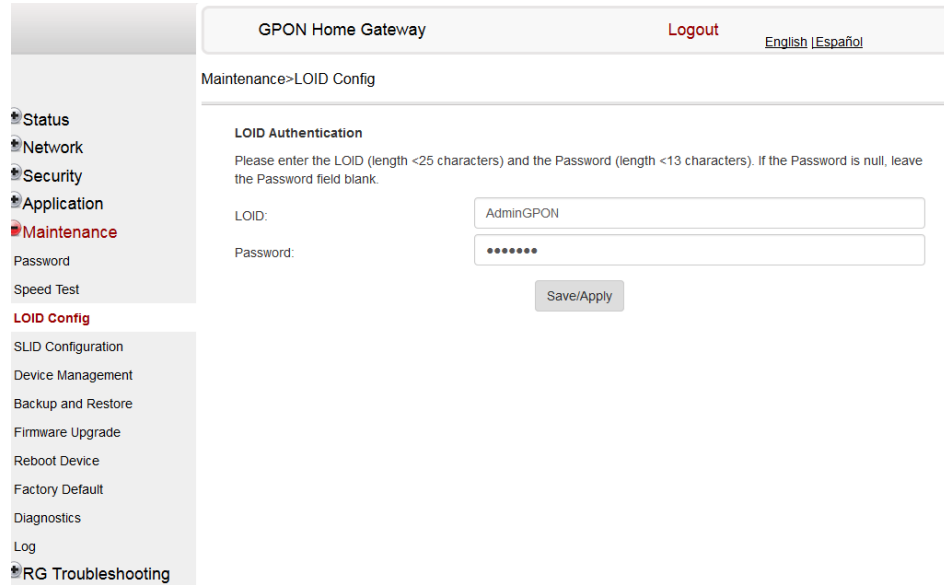 GPON Home Gateway
Logout
English | Español
Maintenance>LOID Config
Status
Network
Security
Application
Maintenance
Password
Speed Test
LOID Config
SLID Configuration
Device Management
Backup and Restore
Firmware Upgrade
Reboot Device
Factory Default
Diagnostics
Log
RG Troubleshooting
LOID Authentication
Please enter the LOID (length <25 characters) and the Password (length <13 characters). If the Password is null, leave
the Password field blank.
LOID:
AdminGPON
Password:
•••••••
Save/Apply